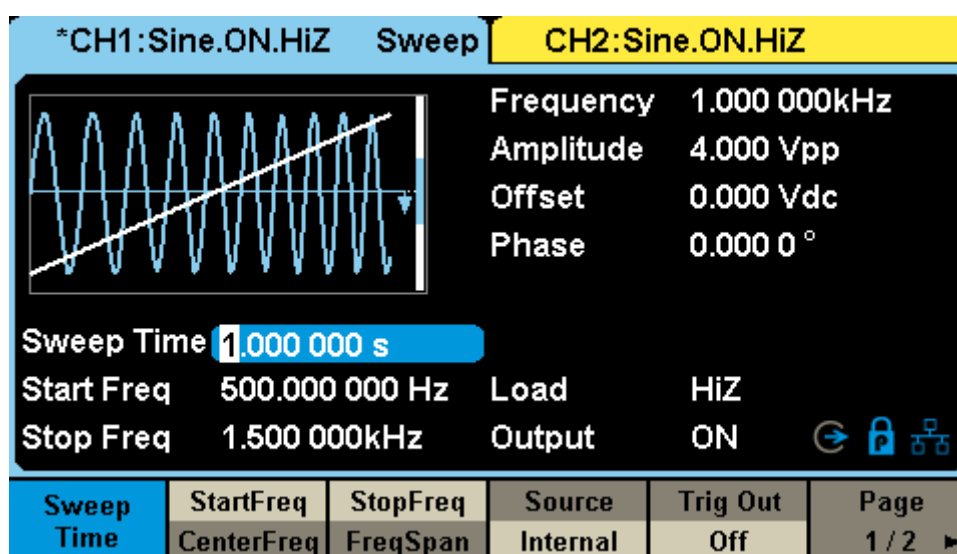 *CH1:Sine.ON.HiZ Sweep CH2:Sine.ON.HiZ
Frequency 1.000 000kHz
Amplitude 4.000 Vpp
Offset 0.000 Vdc
Phase 0.000 0 °
Sweep Time 1.000 000 s
Start Freq 500.000 000 Hz Load HiZ
Stop Freq 1.500 000kHz Output ON P
Sweep Time StartFreq StopFreq Source Trig Out Page
CenterFreq FreqSpan Internal Off 1/2